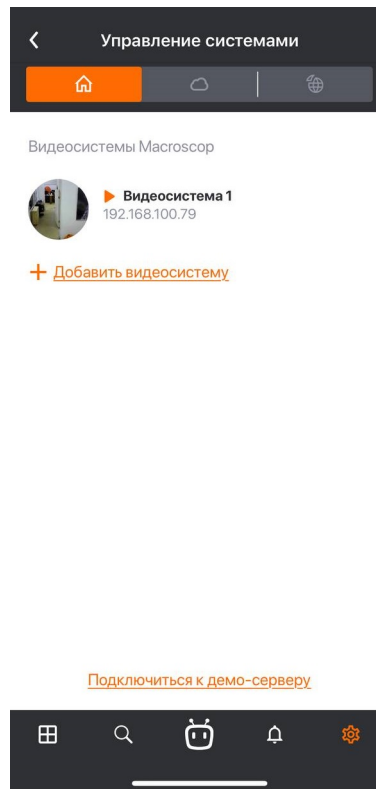 Управление системами
Видеосистемы Macroscop
Видеосистема 1
192.168.100.79
Добавить видеосистему
Подключиться к демо-серверу